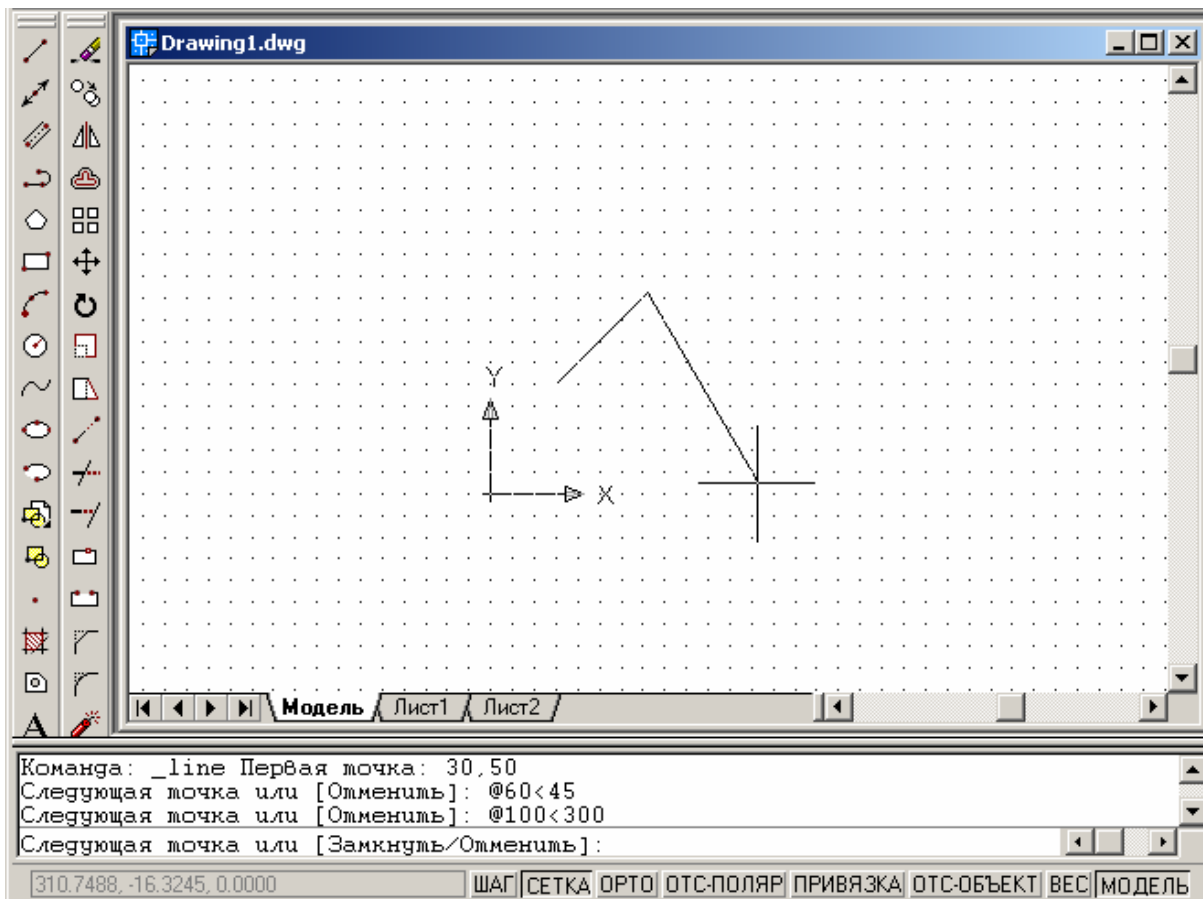 Drawing1.dwg
Y
X
A
Модель
Лист1
Лист2
Команда: _line Первая точка: 30,50
Следующая точка или [Отменить]: @60<45
Следующая точка или [Отменить]: @100<300
Следующая точка или [Замкнуть/Отменить]:
310.7488, -16.3245, 0.0000 ШАГ СЕТКА ОРТО ОТС-ПОЛЯР ПРИВЯЗКА ОТС-ОБЪЕКТ ВЕС МОДЕЛЬ